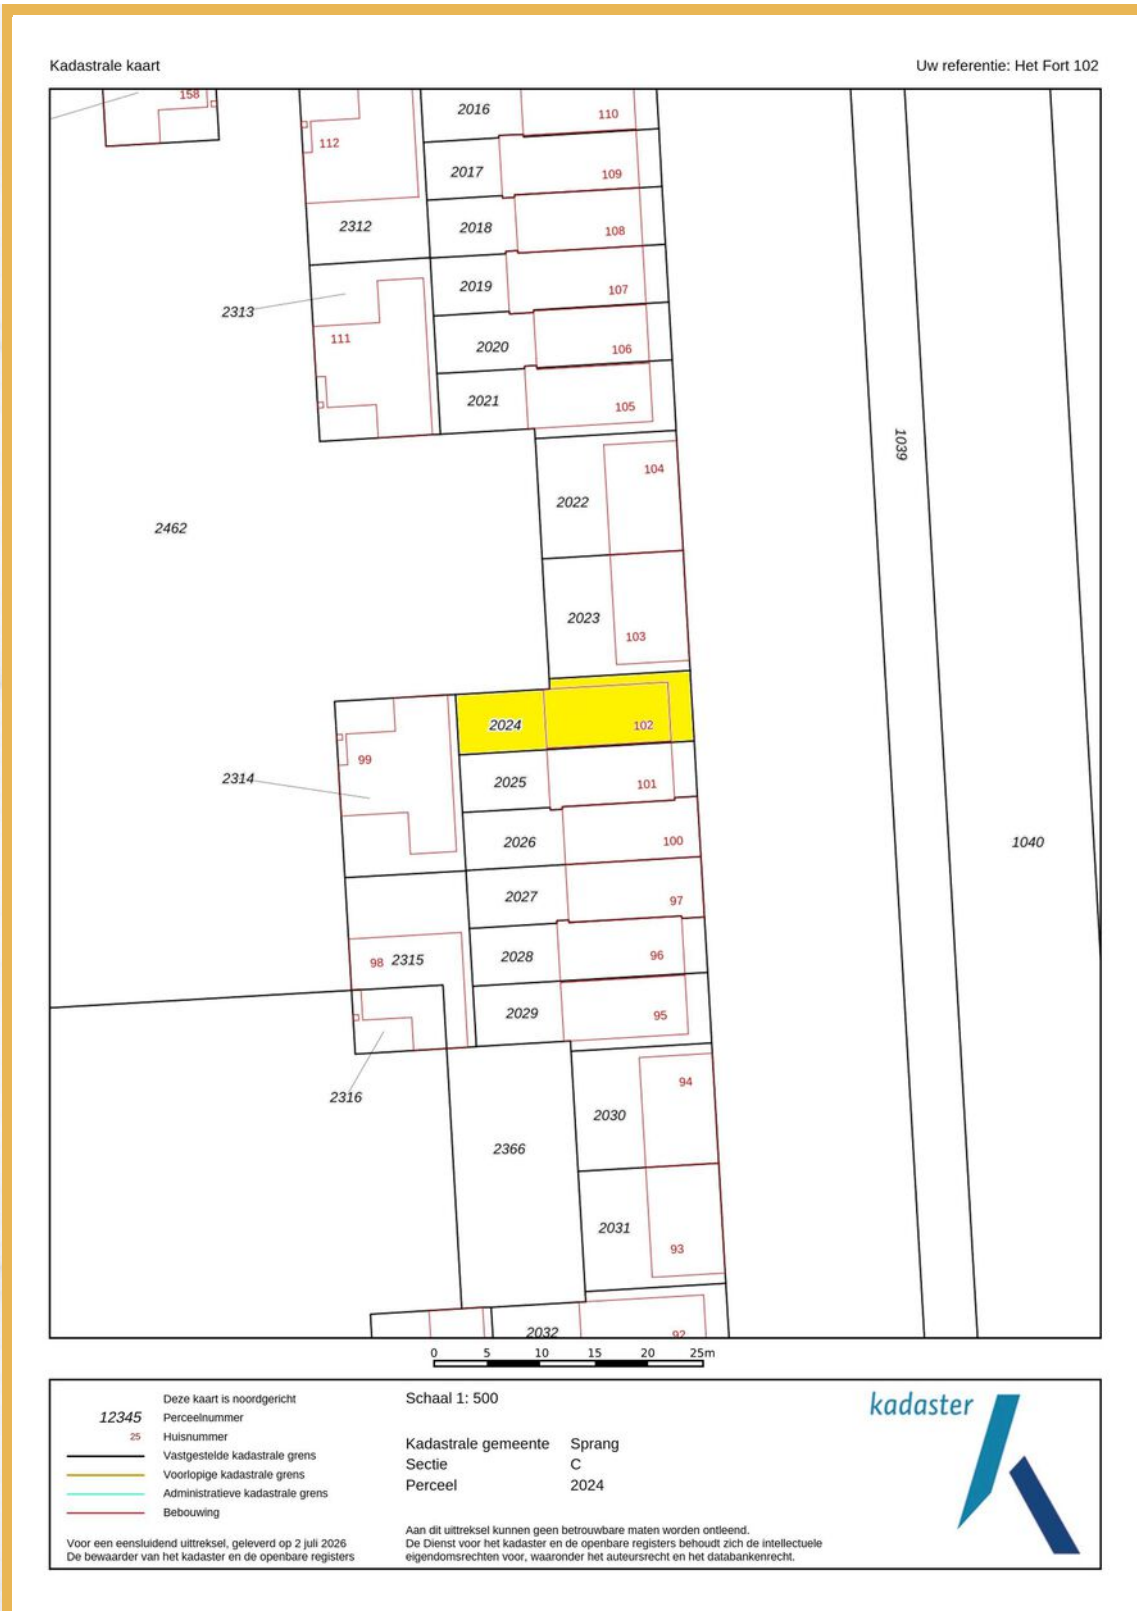 Kadastrale kaart
Uw referentie: Het Fort 102
158
2016
110
112
2017
109
2312
2018
108
2313
2019
107
111
2020
106
2021
105
1039
104
2022
2462
2023
103
2024
102
99
2314
2025
101
2026
100
1040
2027
97
98 2315
2028
96
2029
95
2316
2030
94
2366
2031
93
2032
92
0 5 10 15 20 25m
Deze kaart is noordgericht
12345 Perceelnummer
25 Huisnummer
Vastgestelde kadastrale grens
Voorlopige kadastrale grens
Administratieve kadastrale grens
Bebouwing
Voor een eensluidend uittreksel, geleverd op 2 juli 2026
De bewaarder van het kadaster en de openbare registers
Schaal 1: 500
Kadastrale gemeente Sprang
Sectie C
Perceel 2024
Aan dit uittreksel kunnen geen betrouwbare maten worden ontleend.
De Dienst voor het kadaster en de openbare registers behoudt zich de intellectuele
eigendomsrechten voor, waaronder het auteursrecht en het databankenrecht.
kadaster